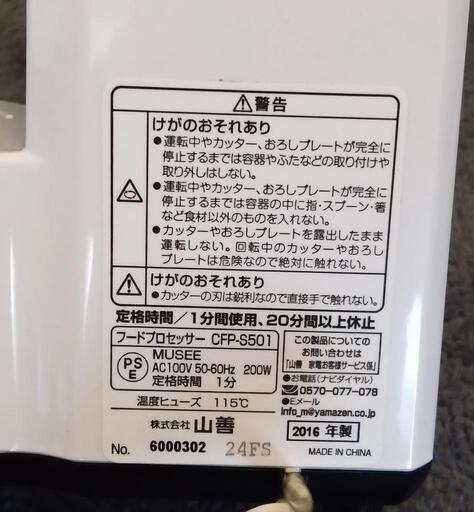 警告
けがのおそれあり
●運転中やカッター、おろしプレートが完全に
停止するまでは容器やふたなどの取り付けや
取り外しはしない。
●運転中やカッター、おろしプレートが完全に
停止するまでは容器の中に指・スプーン・箸
など食材以外のものを入れない。
●カッターやおろしプレートを露出したまま
運転しない。回転中のカッターやおろし
プレートは危険なので絶対に触れない。
けがのおそれあり
●カッターの刃は鋭利なので直接手で触れない。
定格時間/1分間使用、20分間以上休止
フードプロセッサー CFP-S501
PSE
MUSEE
AC100V 50-60Hz 200W
定格時間 1分
温度ヒューズ 115℃
株式会社 山善
No. 6000302 24FS
この製品についての
お問い合わせは
「山善 家電お客様サービス係」
●電話(ナビダイヤル)
0570-077-078
●Eメール
info_m@yamazen.co.jp
2016 年製
MADE IN CHINA